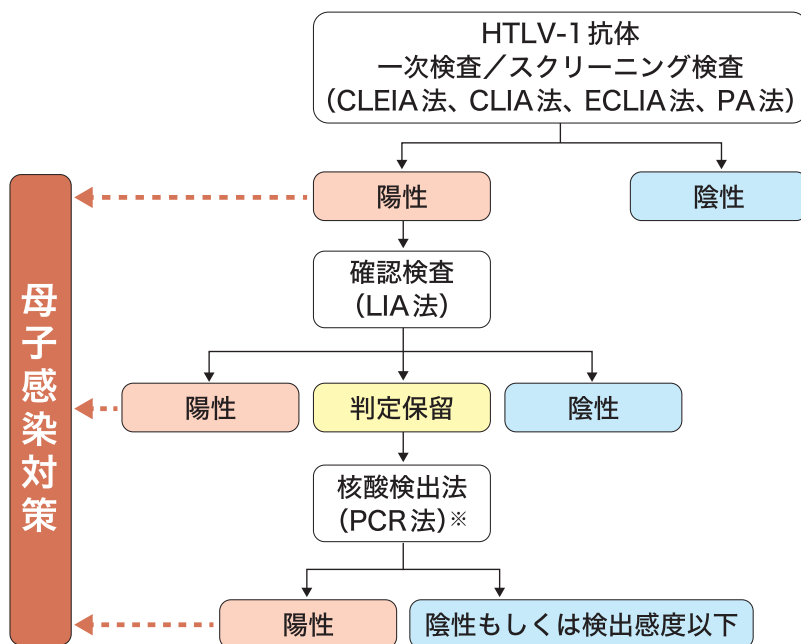 HTLV-1抗体
一次検査／スクリーニング検査
（CLEIA法、CLIA法、ECLIA法、PA法）
陽性
陰性
確認検査
（LIA法）
陽性
判定保留
陰性
核酸検出法
（PCR法）※
陽性
陰性もしくは検出感度以下
母子感染対策